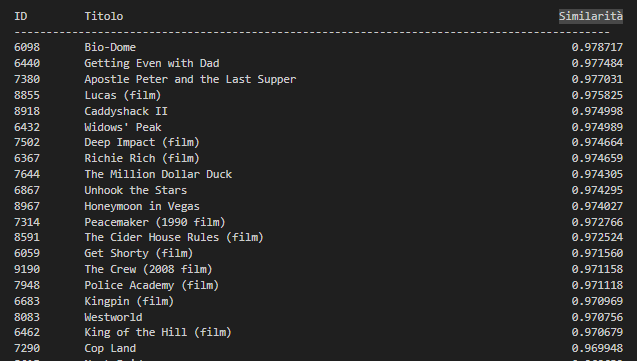 ID Titolo Similarità
------------------------------------------------------------------------------------------
6098 Bio-Dome 0.978717
6440 Getting Even with Dad 0.977484
7380 Apostle Peter and the Last Supper 0.977031
8855 Lucas (film) 0.975825
8918 Caddyshack II 0.974998
6432 Widows' Peak 0.974989
7502 Deep Impact (film) 0.974664
6367 Richie Rich (film) 0.974659
7644 The Million Dollar Duck 0.974305
6867 Unhook the Stars 0.974295
8967 Honeymoon in Vegas 0.974027
7314 Peacemaker (1990 film) 0.972766
8591 The Cider House Rules (film) 0.972524
6059 Get Shorty (film) 0.971560
9190 The Crew (2008 film) 0.971158
7948 Police Academy (film) 0.971118
6683 Kingpin (film) 0.970969
8083 Westworld 0.970756
6462 King of the Hill (film) 0.970679
7290 Cop Land 0.969948